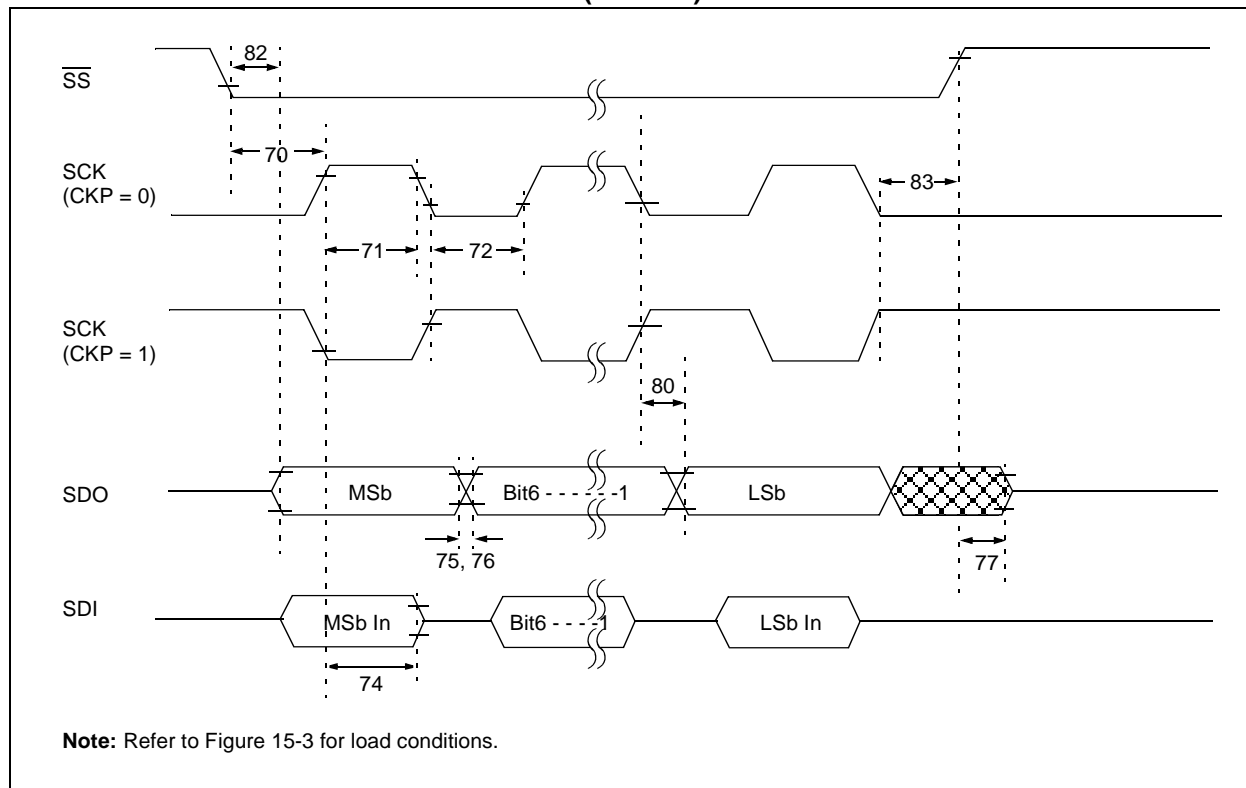 82
SS
70
SCK
(CKP = 0)
83
71
72
SCK
(CKP = 1)
80
SDO
MSb
Bit6 - - - - - -1
LSb
75, 76
77
SDI
MSb In
Bit6 - - - -1
LSb In
74
Note: Refer to Figure 15-3 for load conditions.